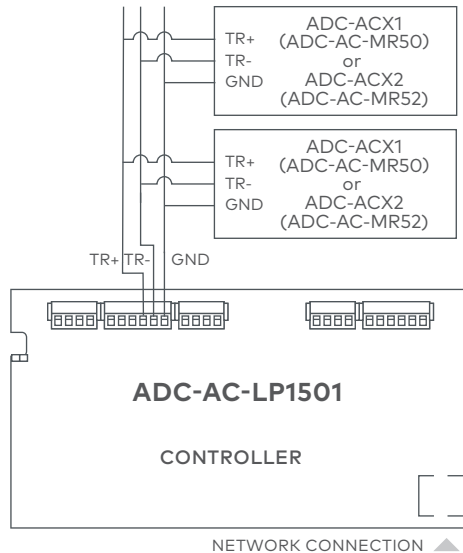 TR+
TR-
GND
ADC-ACX1
(ADC-AC-MR50)
or
ADC-ACX2
(ADC-AC-MR52)
TR+
TR-
GND
ADC-ACX1
(ADC-AC-MR50)
or
ADC-ACX2
(ADC-AC-MR52)
TR+ TR- GND
ADC-AC-LP1501
CONTROLLER
NETWORK CONNECTION